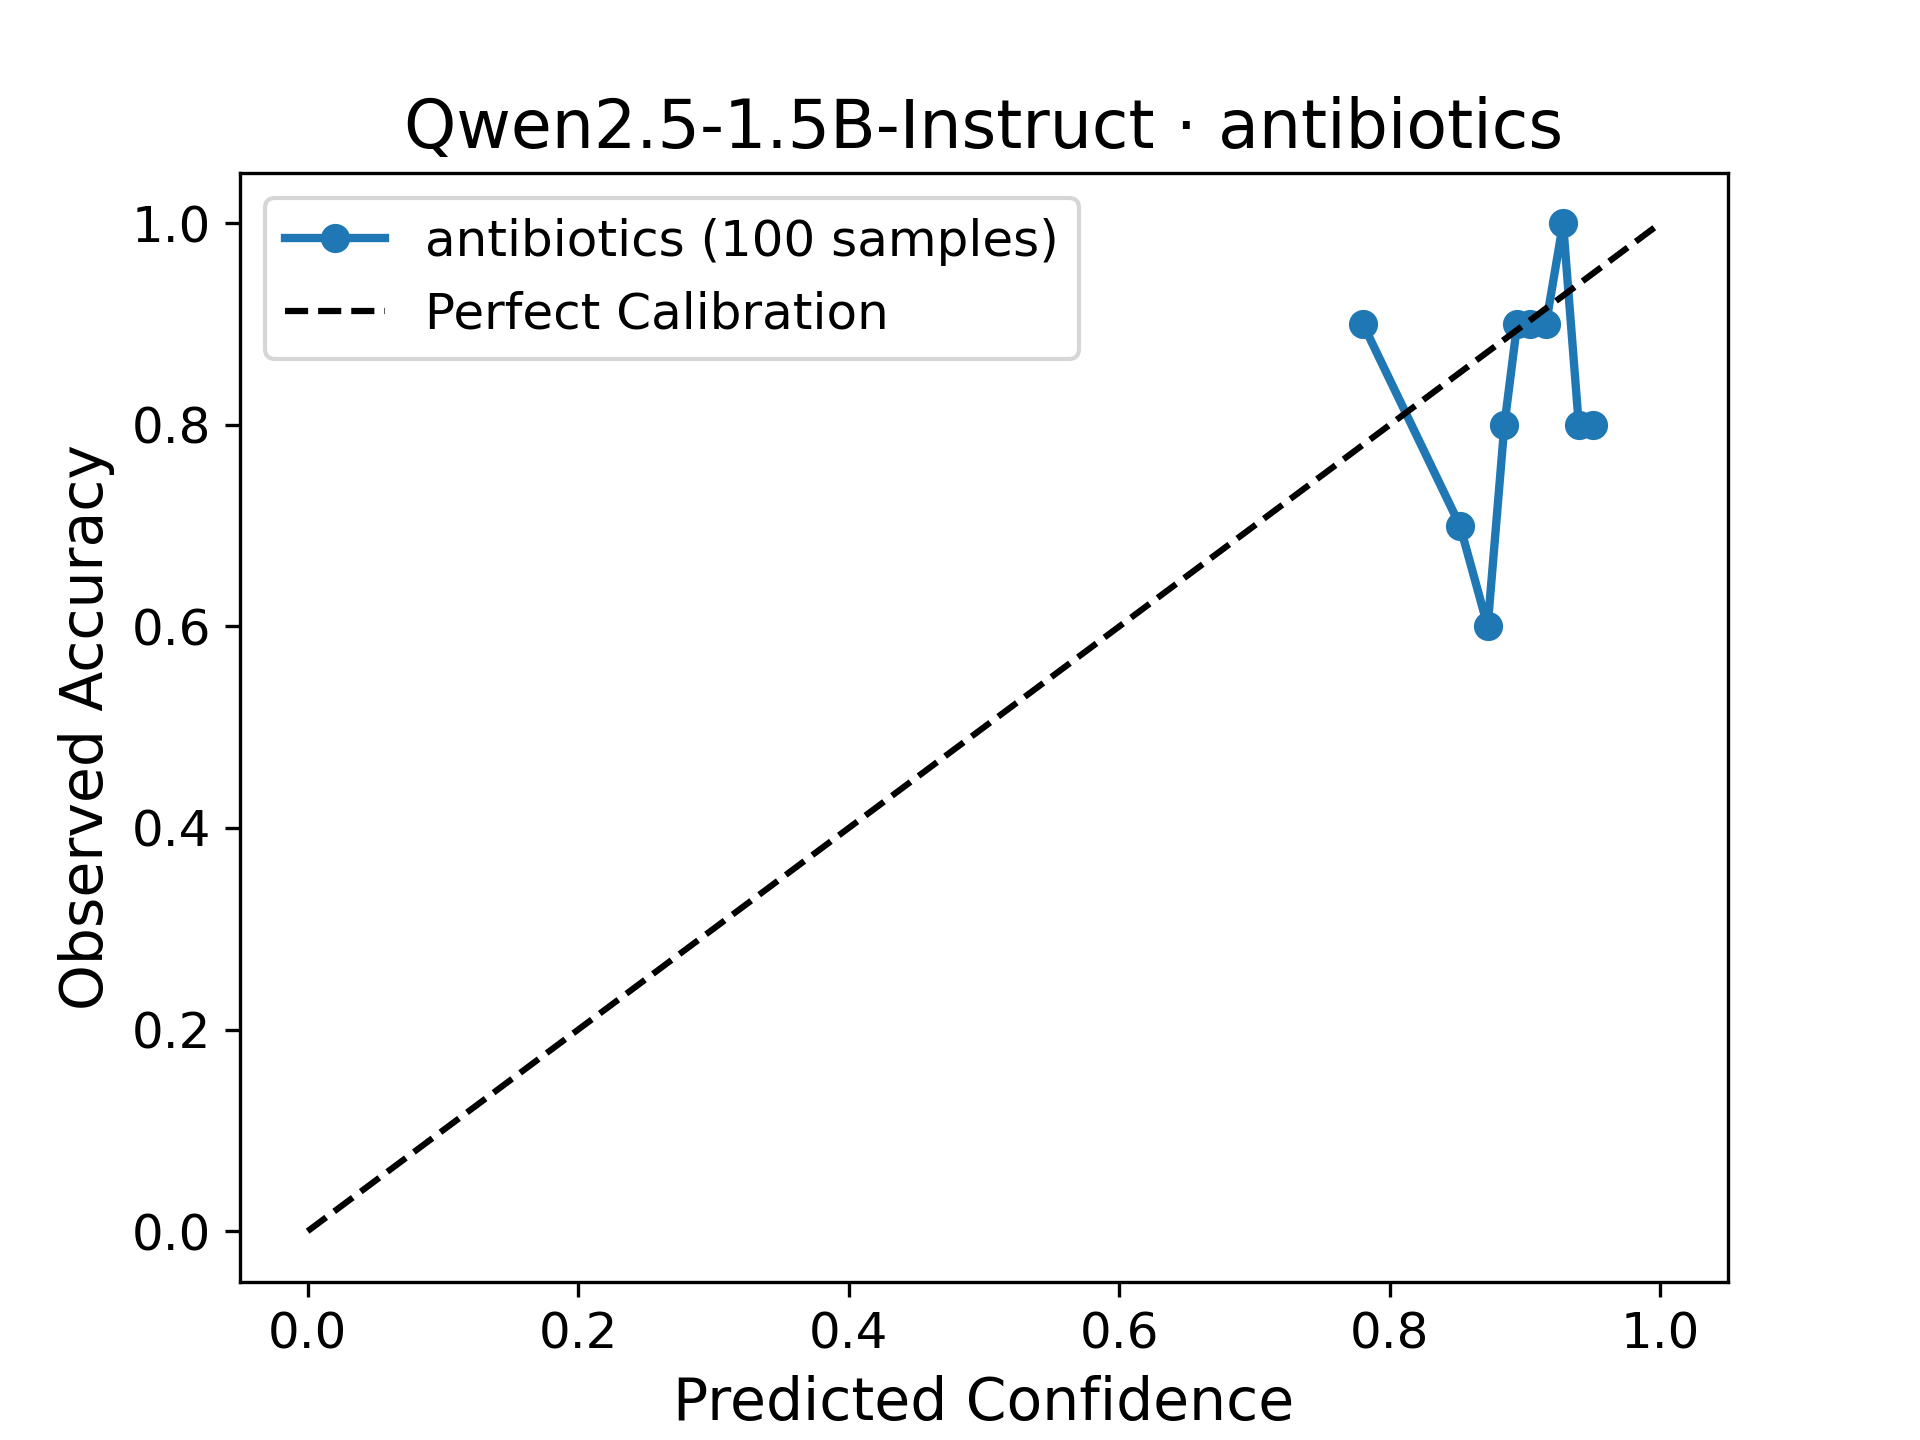 Qwen2.5-1.5B-Instruct · antibiotics
antibiotics (100 samples)
Perfect Calibration
Observed Accuracy
1.0
0.8
0.6
0.4
0.2
0.0
0.0 0.2 0.4 0.6 0.8 1.0
Predicted Confidence